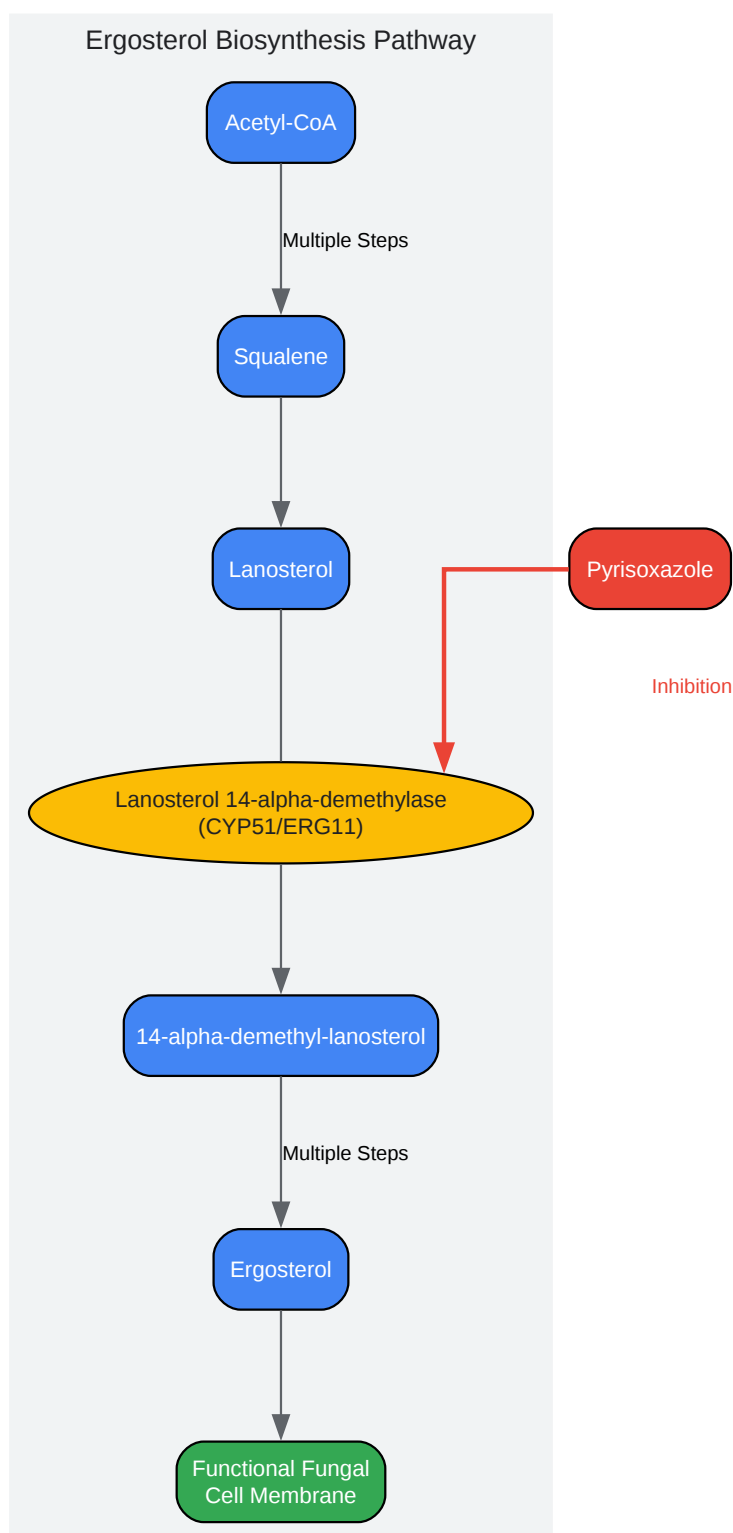 Ergosterol Biosynthesis Pathway
Acetyl-CoA
Multiple Steps
Squalene
Lanosterol
Pyrisoxazole
Inhibition
Lanosterol 14-alpha-demethylase
(CYP51/ERG11)
14-alpha-demethyl-lanosterol
Multiple Steps
Ergosterol
Functional Fungal
Cell Membrane